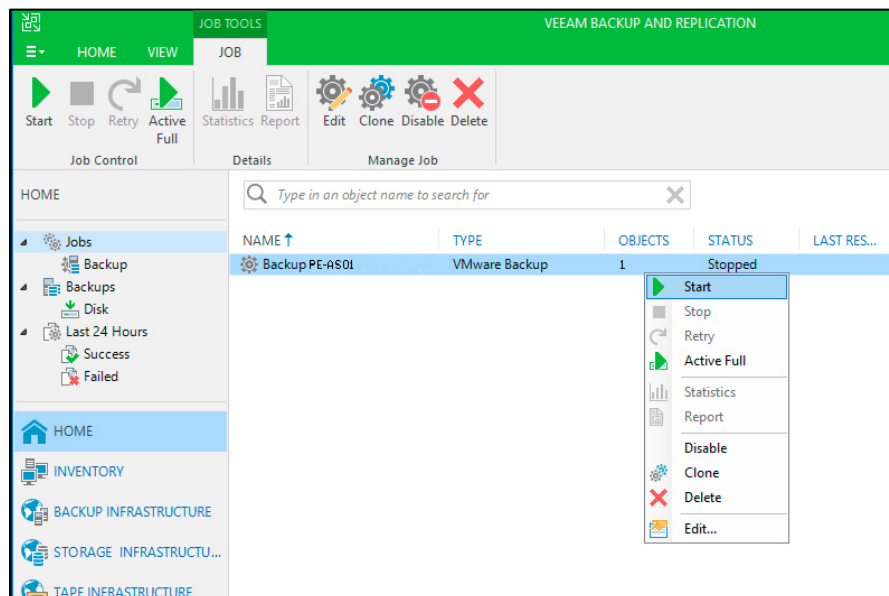 JOB TOOLS
VEEAM BACKUP AND REPLICATION
HOME VIEW JOB
Start Stop Retry Active Full Statistics Report Edit Clone Disable Delete
Job Control Details Manage Job
HOME
Type in an object name to search for
Jobs
Backup
Backups
Disk
Last 24 Hours
Success
Failed
NAME TYPE OBJECTS STATUS LAST RES...
Backup PE-AS01 VMware Backup 1 Stopped
Start
Stop
Retry
Active Full
Statistics
Report
Disable
Clone
Delete
Edit...
HOME
INVENTORY
BACKUP INFRASTRUCTURE
STORAGE INFRASTRUCTU...
TAPE INFRASTRUCTURE